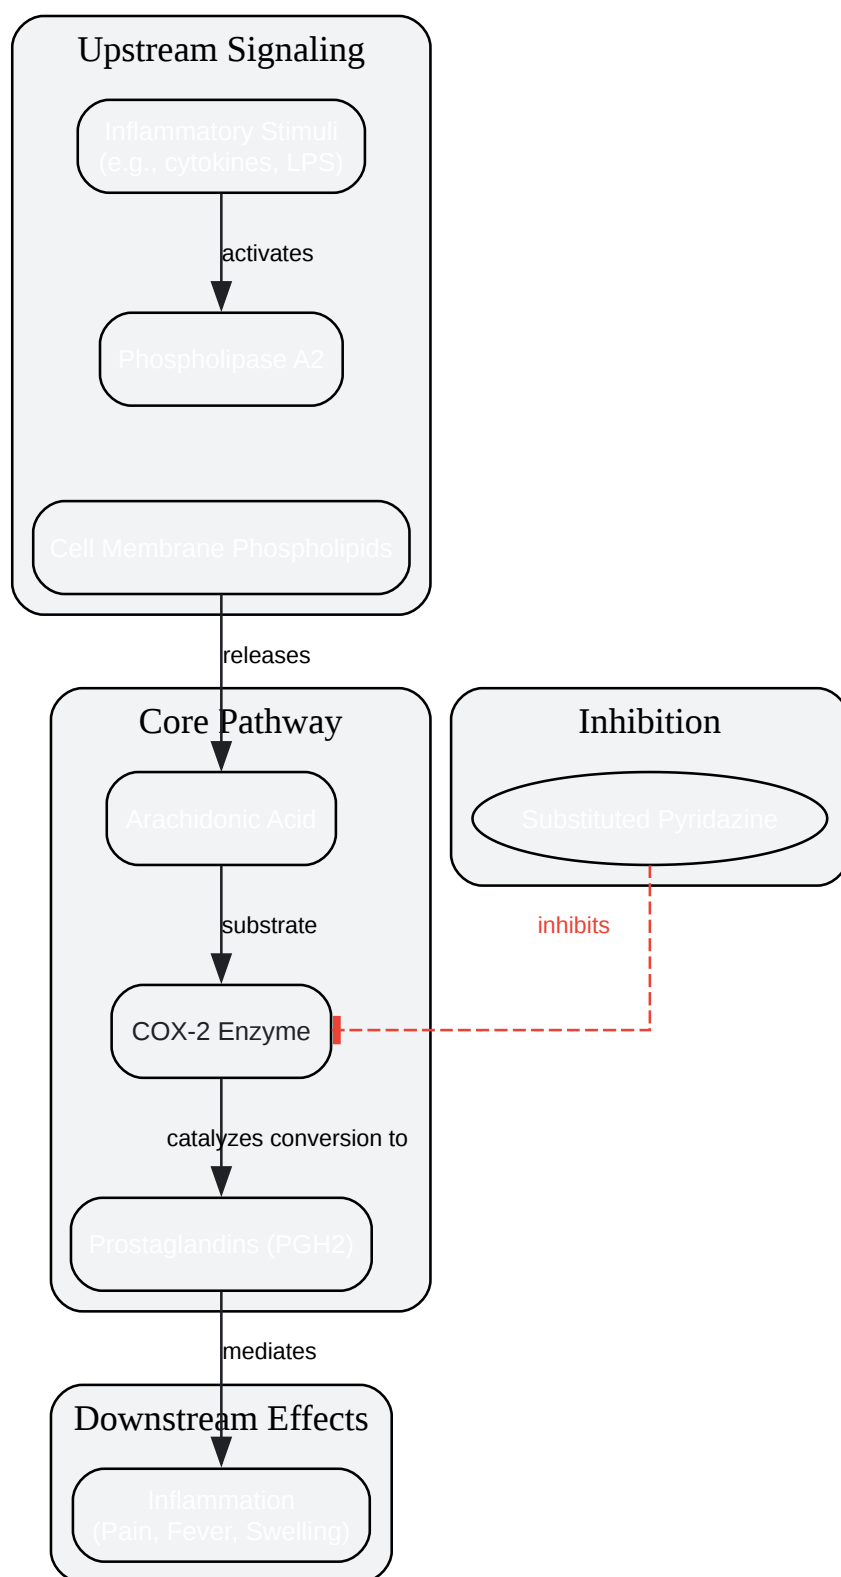 Upstream Signaling
Inflammatory Stimuli
(e.g., cytokines, LPS)
activates
Phospholipase A2
Cell Membrane Phospholipids
releases
Core Pathway
Inhibition
Arachidonic Acid
Substituted Pyridazine
substrate
inhibits
COX-2 Enzyme
catalyzes conversion to
Prostaglandins (PGH2)
mediates
Downstream Effects
Inflammation
(Pain, Fever, Swelling)